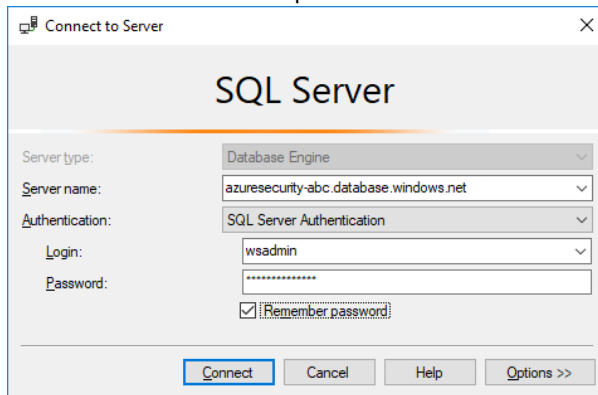 Connect to Server
SQL Server
Server type: Database Engine
Server name: azuresecurity-abc.database.windows.net
Authentication: SQL Server Authentication
Login: wsadmin
Password: **************
Remember password
Connect Cancel Help Options >>